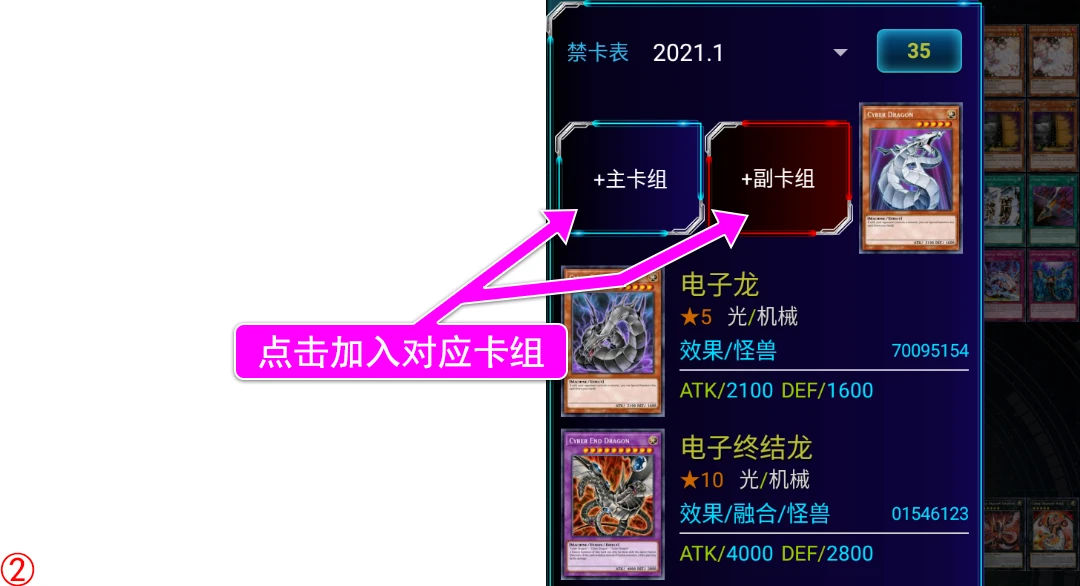 禁卡表 2021.1 35
+主卡组 +副卡组
CYBER DRAGON
点击加入对应卡组
电子龙
★5 光/机械
效果/怪兽 70095154
ATK/2100 DEF/1600
CYBER END DRAGON
电子终结龙
★10 光/机械
效果/融合/怪兽 01546123
ATK/4000 DEF/2800
②